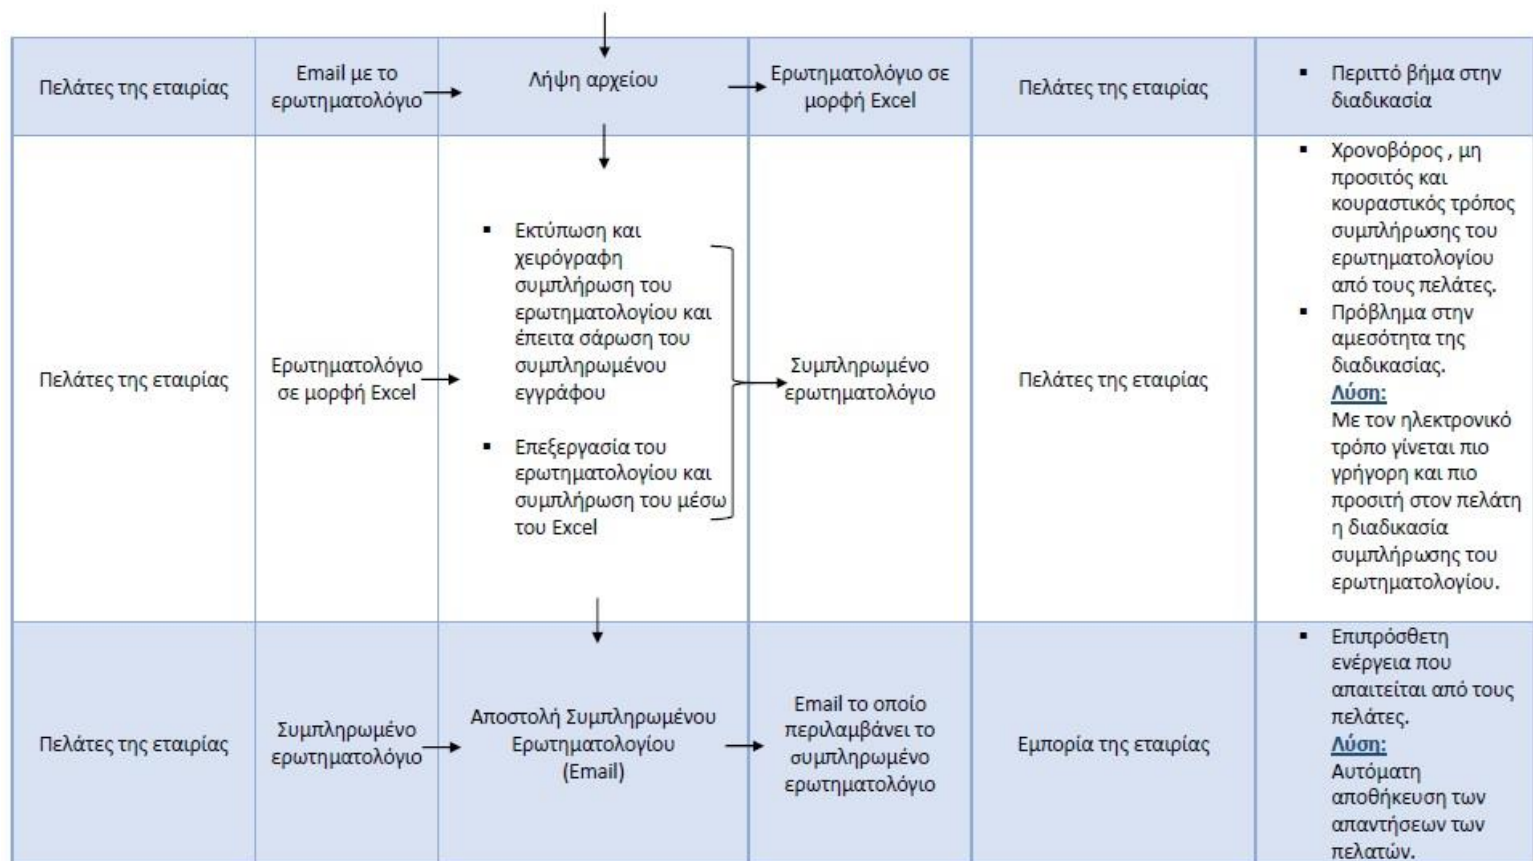 Πελάτες της εταιρίας
Email με το
ερωτηματολόγιο
Λήψη αρχείου
Ερωτηματολόγιο σε
μορφή Excel
Πελάτες της εταιρίας
▪ Περιττό βήμα στην
διαδικασία
Πελάτες της εταιρίας
Ερωτηματολόγιο
σε μορφή Excel
▪ Εκτύπωση και
χειρόγραφη
συμπλήρωση του
ερωτηματολογίου και
έπειτα σάρωση του
συμπληρωμένου
εγγράφου
▪ Επεξεργασία του
ερωτηματολογίου και
συμπλήρωση του μέσω
του Excel
Συμπληρωμένο
ερωτηματολόγιο
Πελάτες της εταιρίας
▪ Χρονοβόρος , μη
προσιτός και
κουραστικός τρόπος
συμπλήρωσης του
ερωτηματολογίου
από τους πελάτες.
▪ Πρόβλημα στην
αμεσότητα της
διαδικασίας.
Λύση:
Με τον ηλεκτρονικό
τρόπο γίνεται πιο
γρήγορη και πιο
προσιτή στον πελάτη
η διαδικασία
συμπλήρωσης του
ερωτηματολογίου.
Πελάτες της εταιρίας
Συμπληρωμένο
ερωτηματολόγιο
Αποστολή Συμπληρωμένου
Ερωτηματολογίου
(Email)
Email το οποίο
περιλαμβάνει το
συμπληρωμένο
ερωτηματολόγιο
Εμπορία της εταιρίας
▪ Επιπρόσθετη
ενέργεια που
απαιτείται από τους
πελάτες.
Λύση:
Αυτόματη
αποθήκευση των
απαντήσεων των
πελατών.